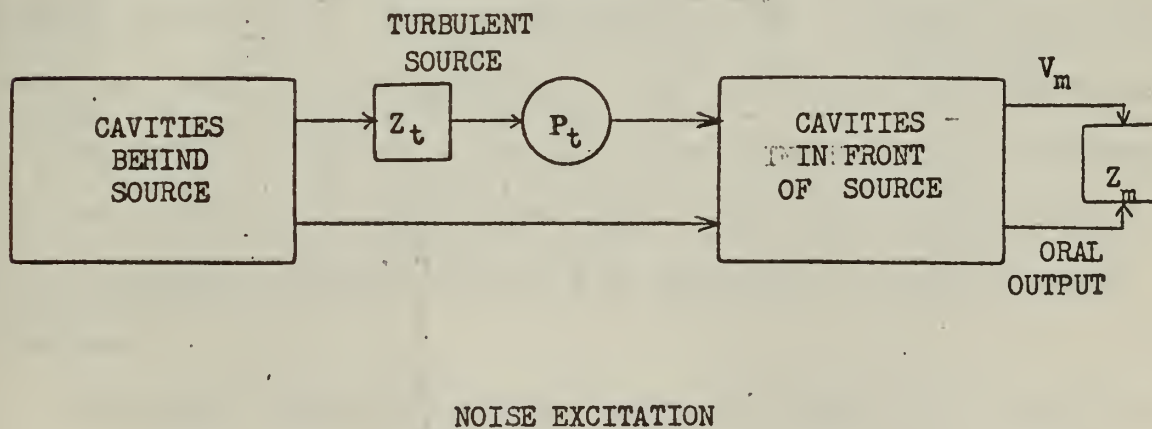 TURBULENT
SOURCE
CAVITIES
BEHIND
SOURCE
Z_t
P_t
CAVITIES
IN FRONT
OF SOURCE
V_m
Z_m
ORAL
OUTPUT
NOISE EXCITATION